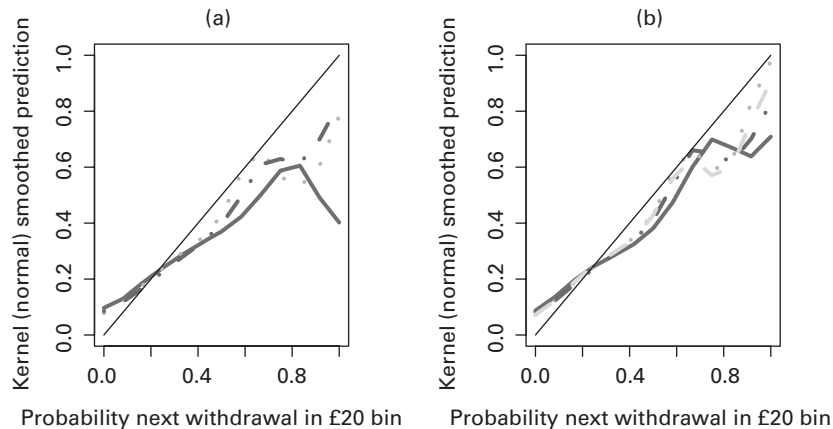 (a)
Kernel (normal) smoothed prediction
1.0
0.8
0.6
0.4
0.2
0.0
0.0 0.4 0.8
Probability next withdrawal in £20 bin
(b)
Kernel (normal) smoothed prediction
1.0
0.8
0.6
0.4
0.2
0.0
0.0 0.4 0.8
Probability next withdrawal in £20 bin